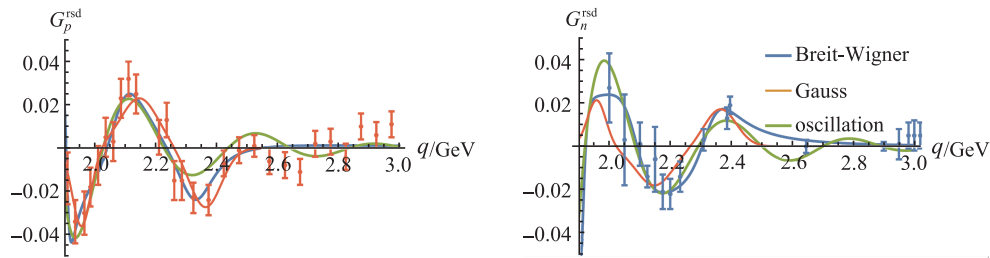 G_p^rsd
0.04
0.02
-0.02
-0.04
2.0
2.2
2.4
2.6
2.8
3.0
q/GeV
G_n^rsd
0.04
0.02
-0.02
-0.04
2.0
2.2
2.4
2.6
2.8
3.0
q/GeV
Breit-Wigner
Gauss
oscillation